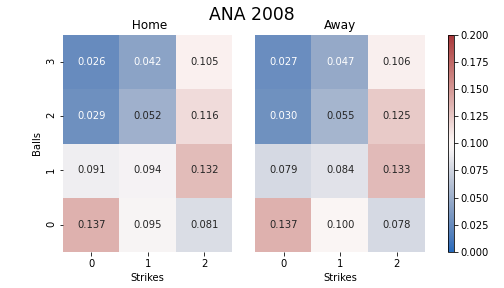 ANA 2008
Home
Away
3 0.026 0.042 0.105
0.027 0.047 0.106
2 0.029 0.052 0.116
0.030 0.055 0.125
1 0.091 0.094 0.132
0.079 0.084 0.133
0 0.137 0.095 0.081
0.137 0.100 0.078
Balls
0 1 2
0 1 2
Strikes
Strikes
0.200
0.175
0.150
0.125
0.100
0.075
0.050
0.025
0.000